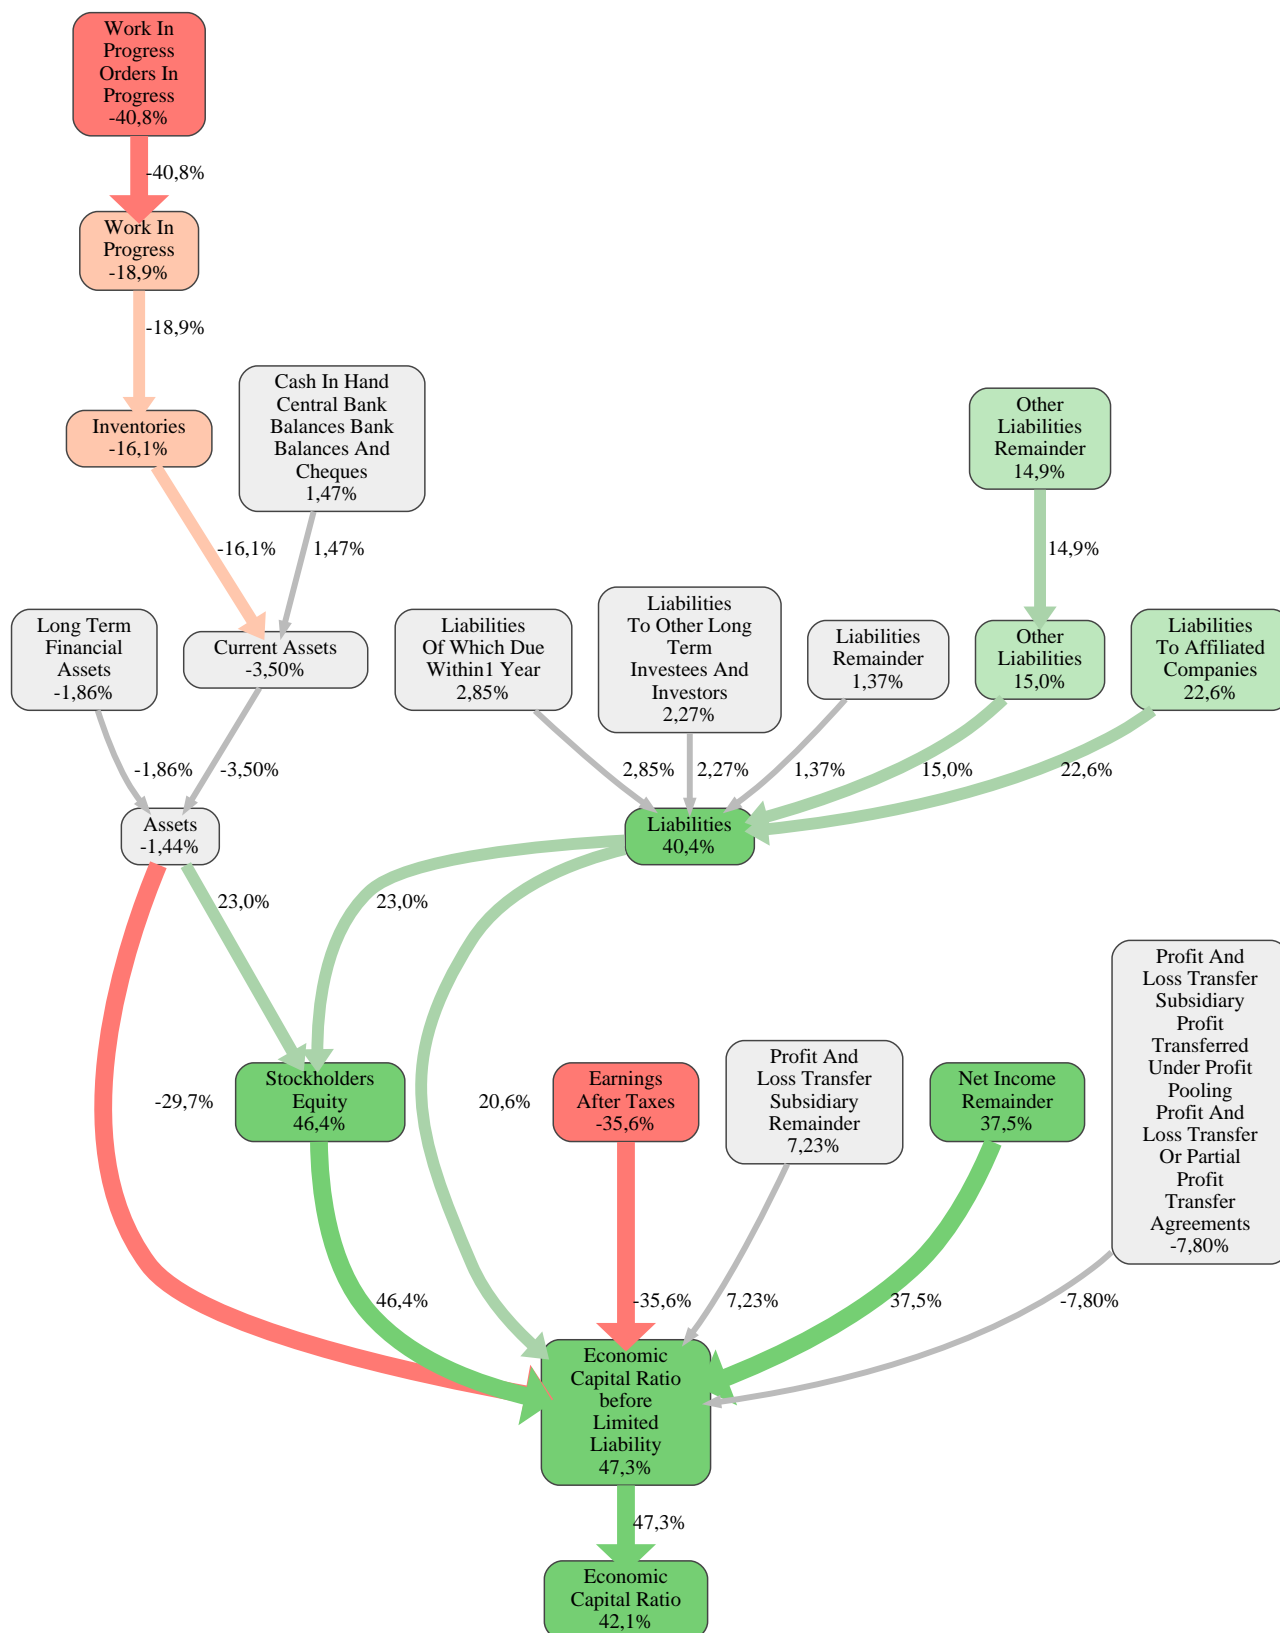 Work In
Progress
Orders In
Progress
-40,8%
-40,8%
Work In
Progress
-18,9%
-18,9%
Cash In Hand
Central Bank
Balances Bank
Balances And
Cheques
1,47%
Inventories
-16,1%
Other
Liabilities
Remainder
14,9%
-16,1%
1,47%
14,9%
Long Term
Financial
Assets
-1,86%
Current Assets
-3,50%
Liabilities
Of Which Due
Within1 Year
2,85%
Liabilities
To Other Long
Term
Investees And
Investors
2,27%
Liabilities
Remainder
1,37%
Other
Liabilities
15,0%
Liabilities
To Affiliated
Companies
22,6%
-1,86%
-3,50%
2,85%
2,27%
1,37%
15,0%
22,6%
Assets
-1,44%
Liabilities
40,4%
23,0%
23,0%
Profit And
Loss Transfer
Subsidiary
Profit
Transferred
Under Profit
Pooling
Profit And
Loss Transfer
Or Partial
Profit
Transfer
Agreements
-7,80%
Stockholders
Equity
46,4%
Earnings
After Taxes
-35,6%
Profit And
Loss Transfer
Subsidiary
Remainder
7,23%
Net Income
Remainder
37,5%
-29,7%
20,6%
46,4%
-35,6%
7,23%
37,5%
-7,80%
Economic
Capital Ratio
before
Limited
Liability
47,3%
47,3%
Economic
Capital Ratio
42,1%